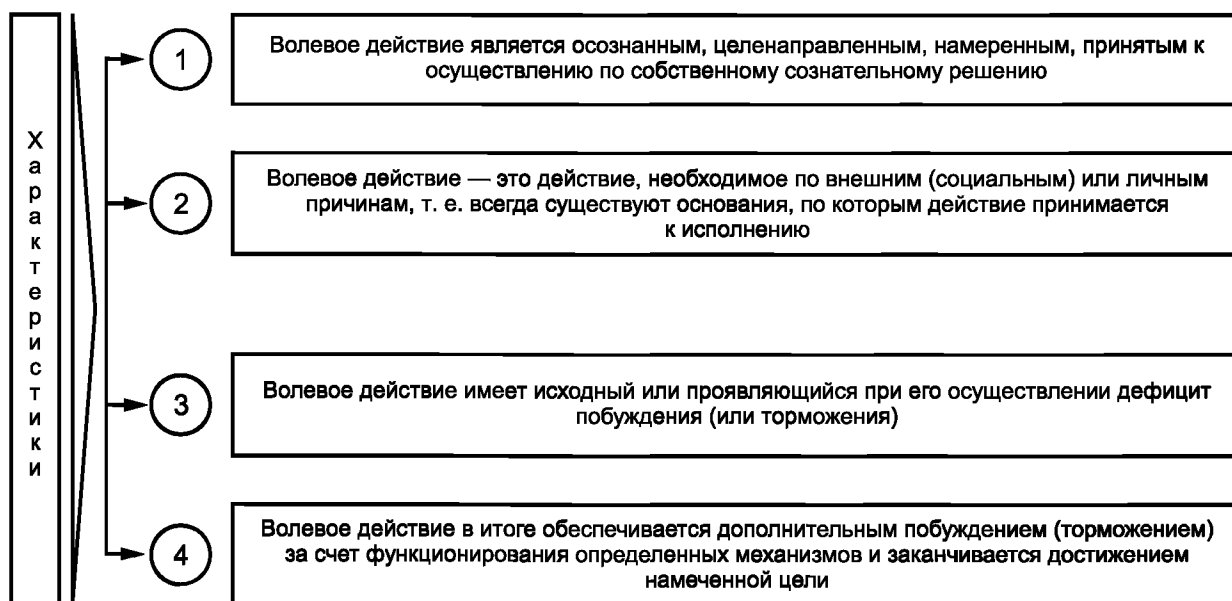 Характеристики
1
Волевое действие является осознанным, целенаправленным, намеренным, принятым к
осуществлению по собственному сознательному решению
2
Волевое действие — это действие, необходимое по внешним (социальным) или личным
причинам, т. е. всегда существуют основания, по которым действие принимается
к исполнению
3
Волевое действие имеет исходный или проявляющийся при его осуществлении дефицит
побуждения (или торможения)
4
Волевое действие в итоге обеспечивается дополнительным побуждением (торможением)
за счет функционирования определенных механизмов и заканчивается достижением
намеченной цели